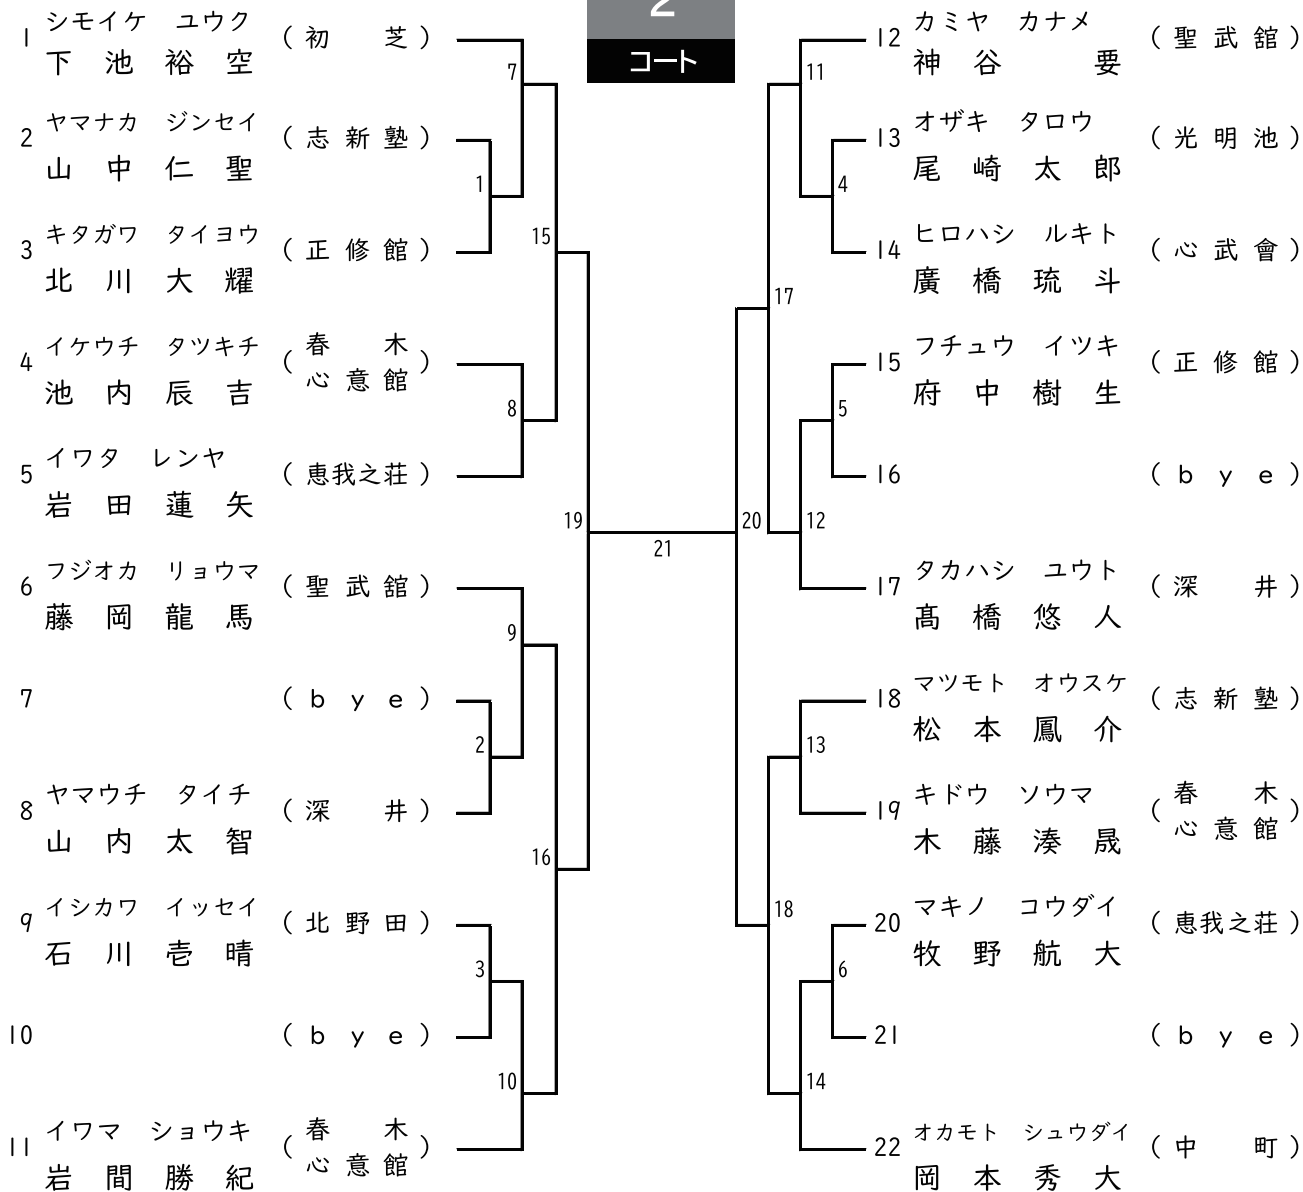 2
コート
シモイケ ユウク
1 下池裕空 (初芝)
7
ヤマナカ ジンセイ
2 山中仁聖 (志新塾)
1
キタガワ タイヨウ
3 北川大耀 (正修館)
15
イケウチ タツキチ
4 池内辰吉 (春木心意館)
8
イワタ レンヤ
5 岩田蓮矢 (恵我之荘)
19
フジオカ リョウマ
6 藤岡龍馬 (聖武舘)
9
7 (bye)
2
ヤマウチ タイチ
8 山内太智 (深井)
16
イシカワ イッセイ
9 石川壱晴 (北野田)
3
10 (bye)
10
イワマ ショウキ
11 岩間勝紀 (春木心意館)
21
カミヤ カナメ
12 神谷要 (聖武舘)
11
オザキ タロウ
13 尾崎太郎 (光明池)
4
ヒロハシ ルキト
14 廣橋琉斗 (心武會)
17
フチュウ イツキ
15 府中樹生 (正修館)
5
16 (bye)
20
12
タカハシ ユウト
17 髙橋悠人 (深井)
マツモト オウスケ
18 松本鳳介 (志新塾)
13
キドウ ソウマ
19 木藤湊晟 (春木心意館)
18
マキノ コウダイ
20 牧野航大 (恵我之荘)
6
21 (bye)
14
オカモト シュウダイ
22 岡本秀大 (中町)